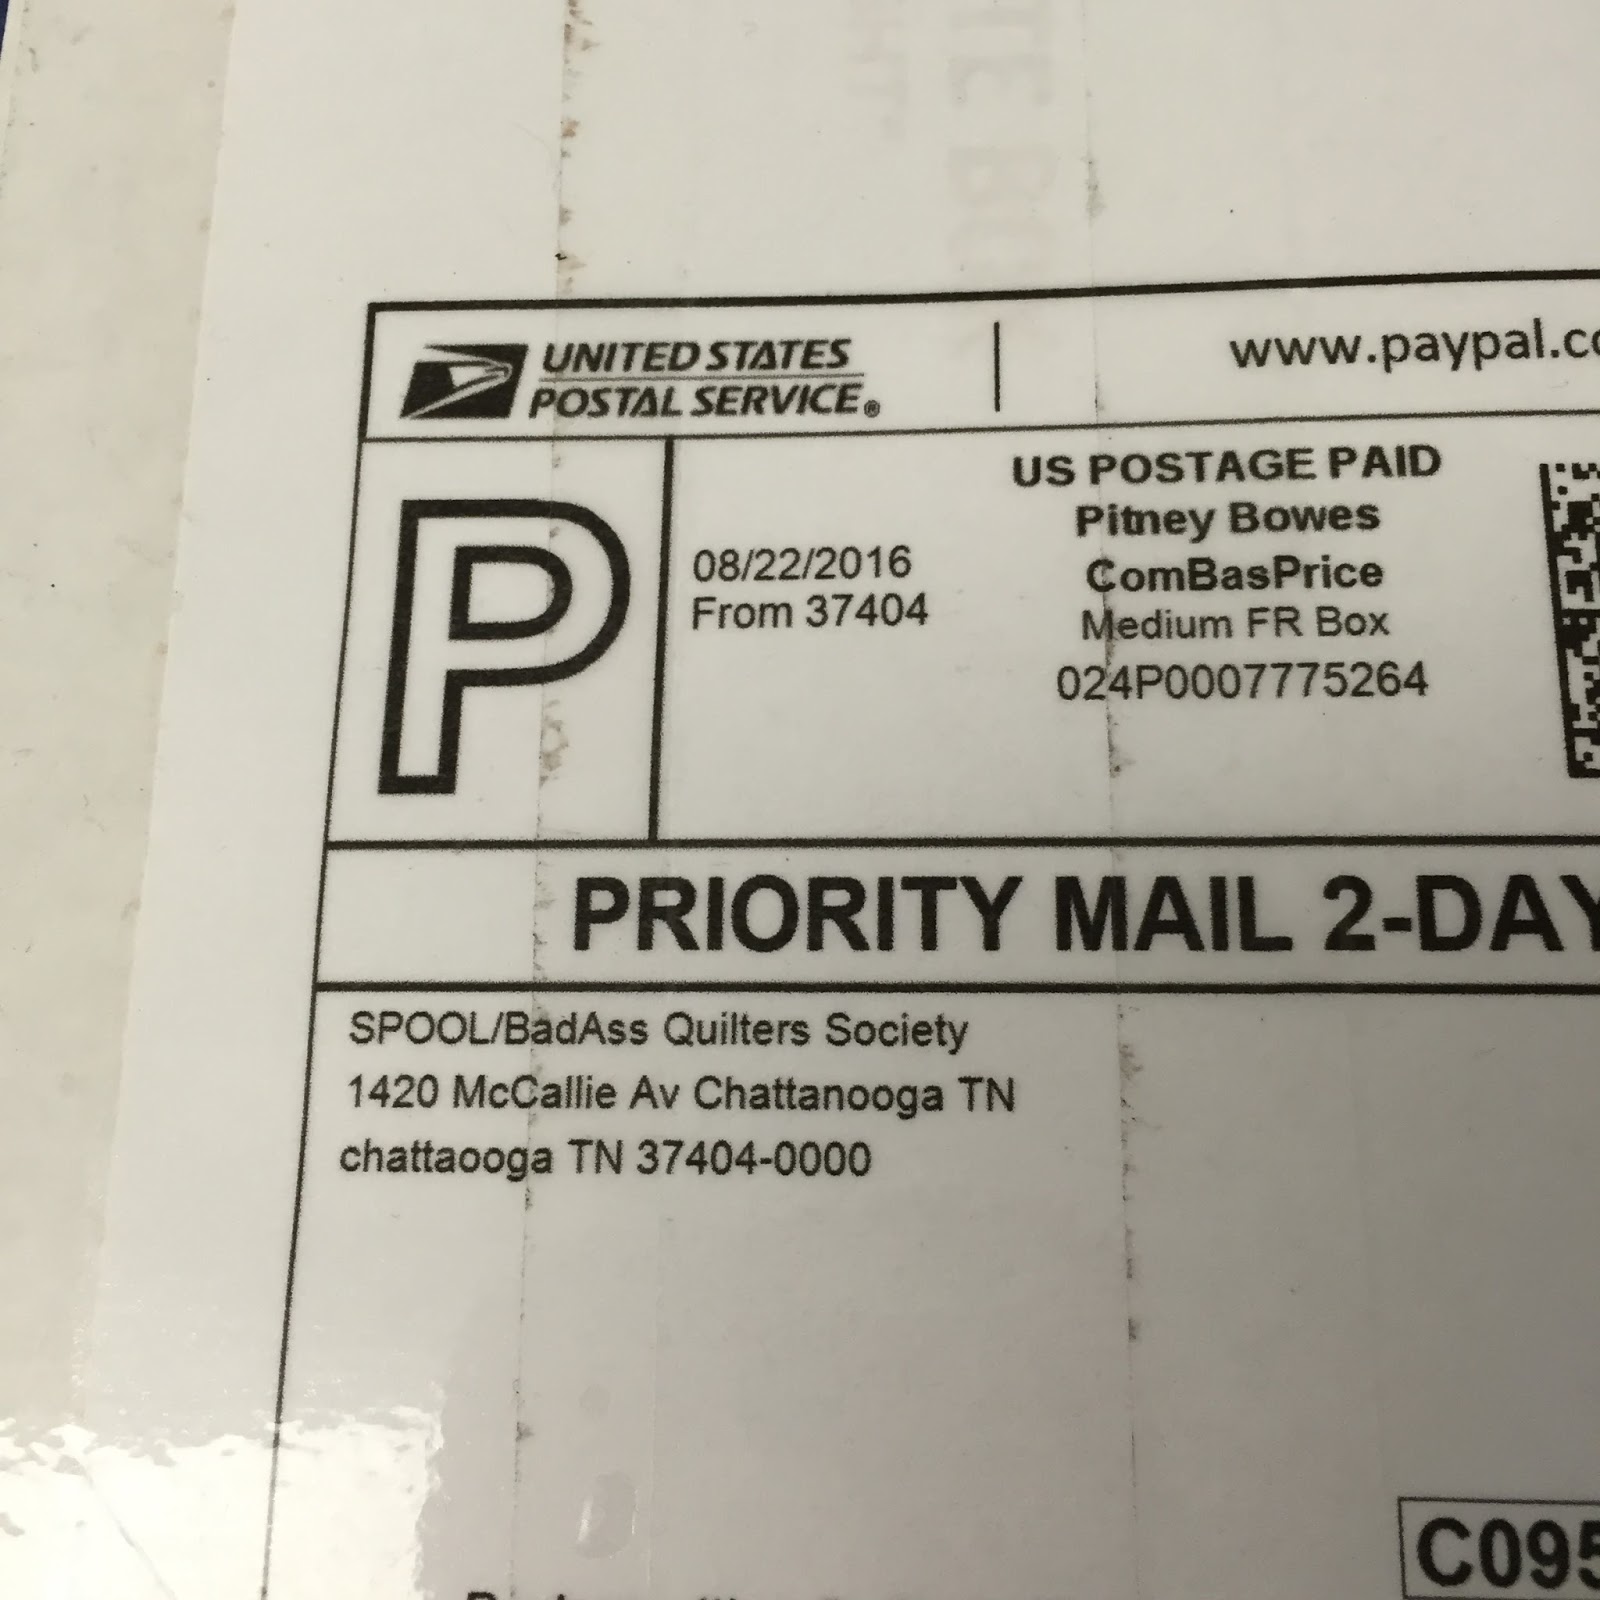 UNITED STATES
POSTAL SERVICE®
www.paypal.co
P
08/22/2016
From 37404
US POSTAGE PAID
Pitney Bowes
ComBasPrice
Medium FR Box
024P0007775264
PRIORITY MAIL 2-DAY
SPOOL/BadAss Quilters Society
1420 McCallie Av Chattanooga TN
chattaooga TN 37404-0000
C095